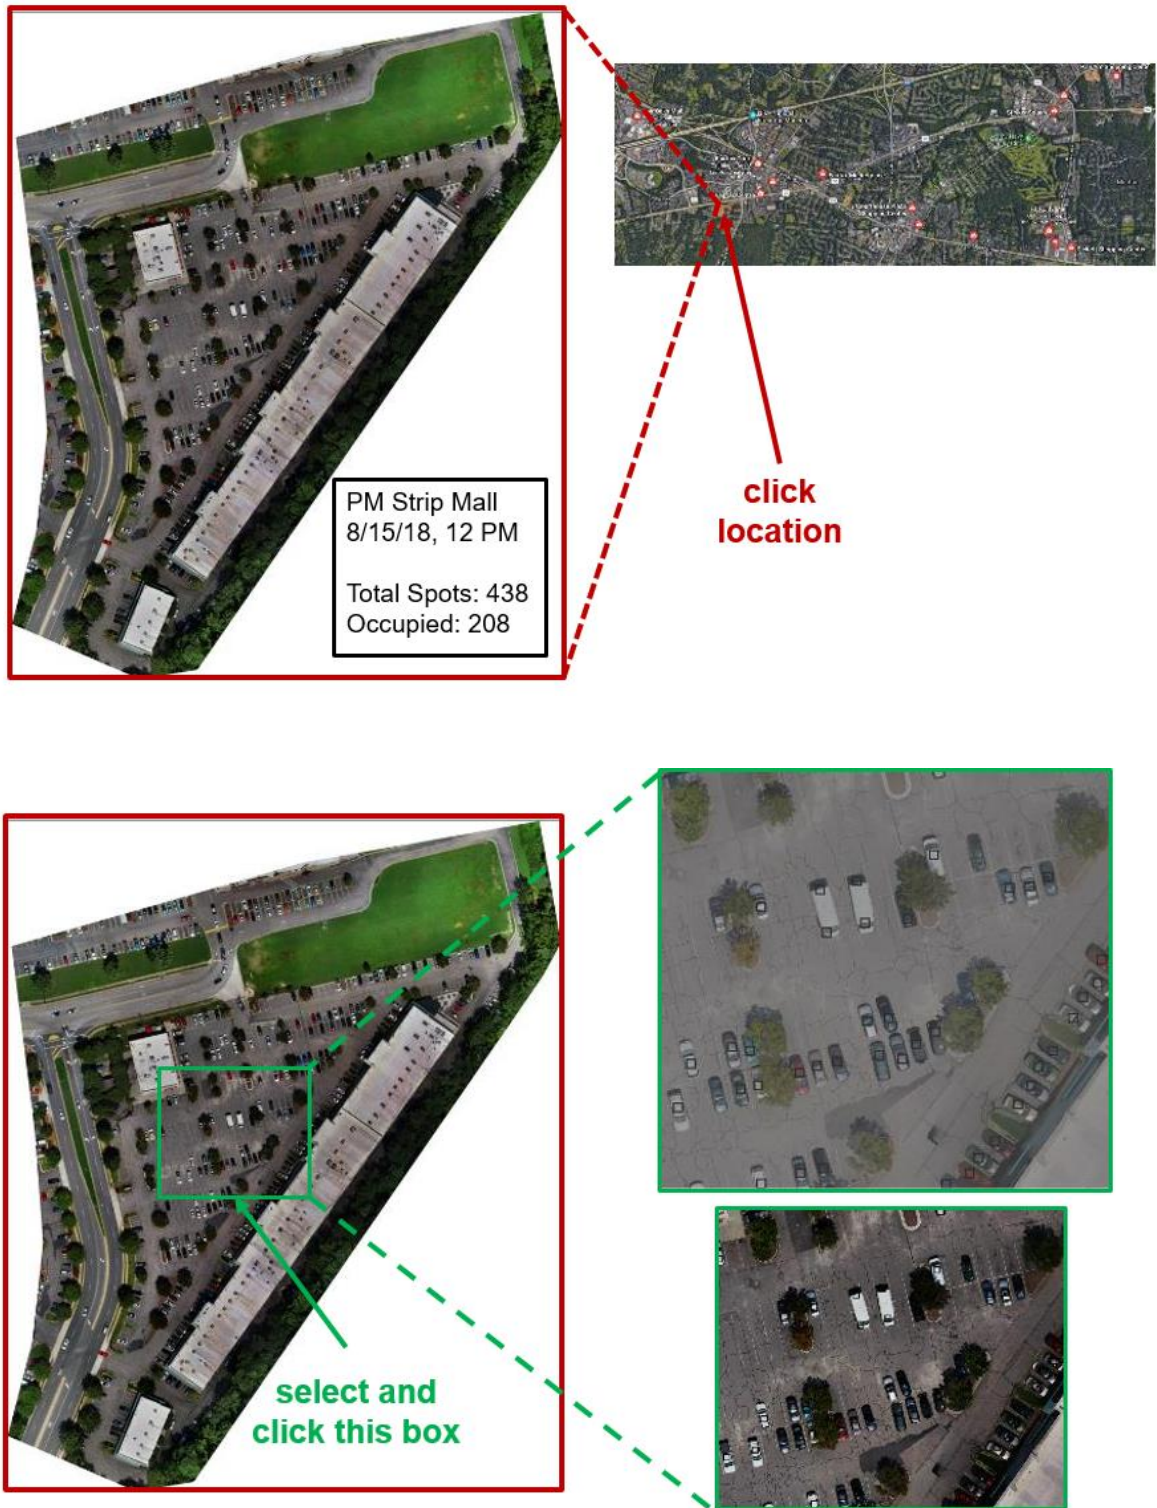 click
location
PM Strip Mall
8/15/18, 12 PM
Total Spots: 438
Occupied: 208
select and
click this box